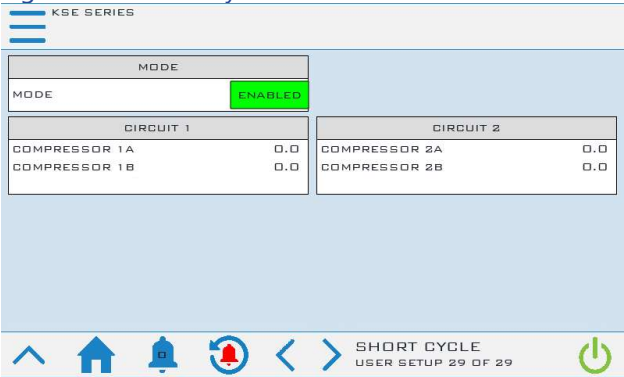 KSE SERIES
MODE
MODE ENABLED
CIRCUIT 1
COMPRESSOR 1A 0.0
COMPRESSOR 1B 0.0
CIRCUIT 2
COMPRESSOR 2A 0.0
COMPRESSOR 2B 0.0
0
SHORT CYCLE
USER SETUP 29 OF 29